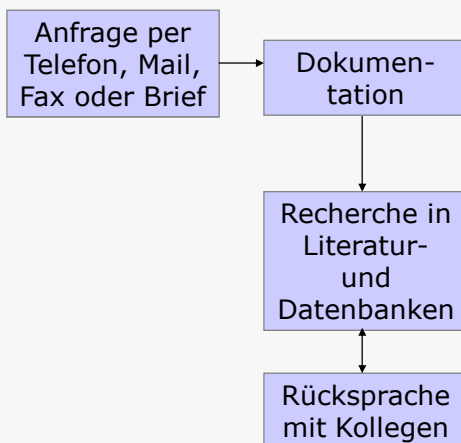 Anfrage per
Telefon, Mail,
Fax oder Brief
Dokumen-
tation
Recherche in
Literatur-
und
Datenbanken
Rücksprache
mit Kollegen